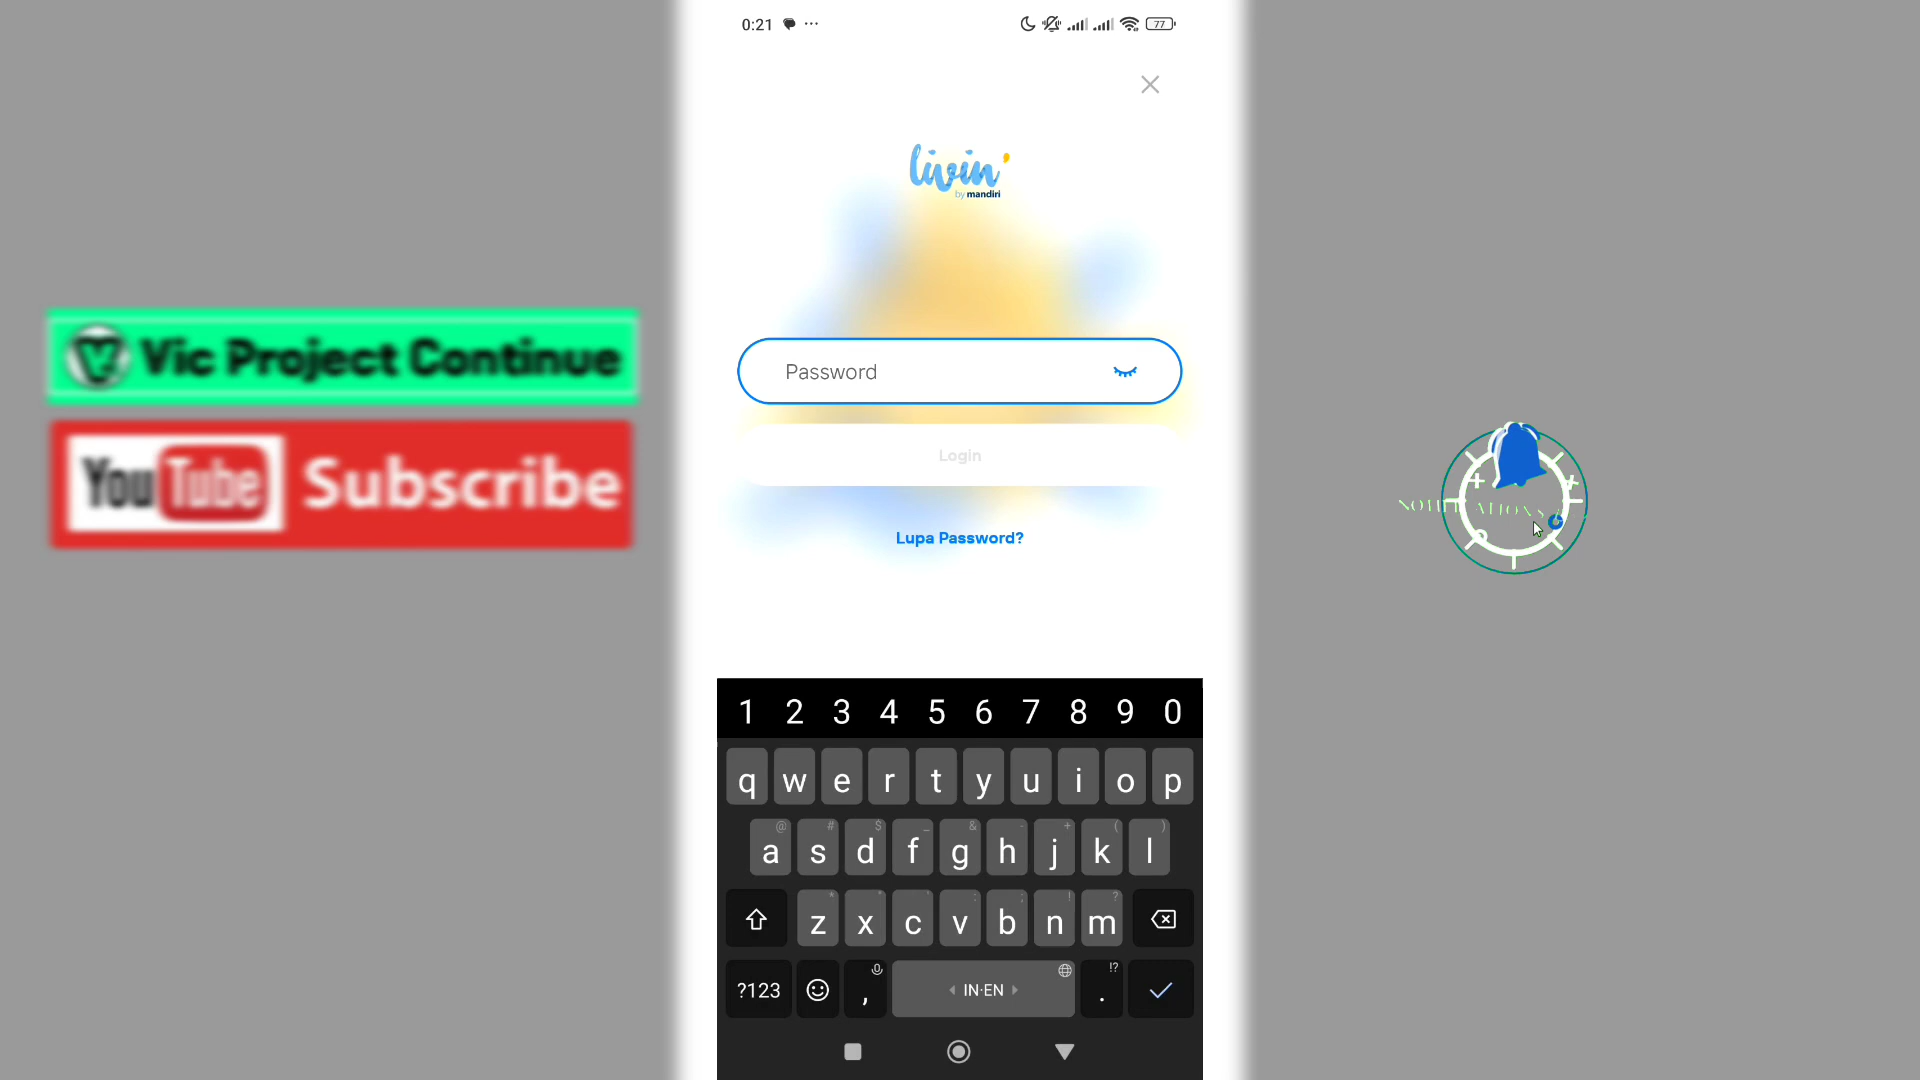 0:21 ...
77
livin'
by mandiri
Password
Login
Lupa Password?
Vic Project Continue
YouTube Subscribe
1 2 3 4 5 6 7 8 9 0
q w e r t y u i o p
@ # $ _ & - + ( )
a s d f g h j k l
z x c v b n m
!?
?123 , IN·EN .